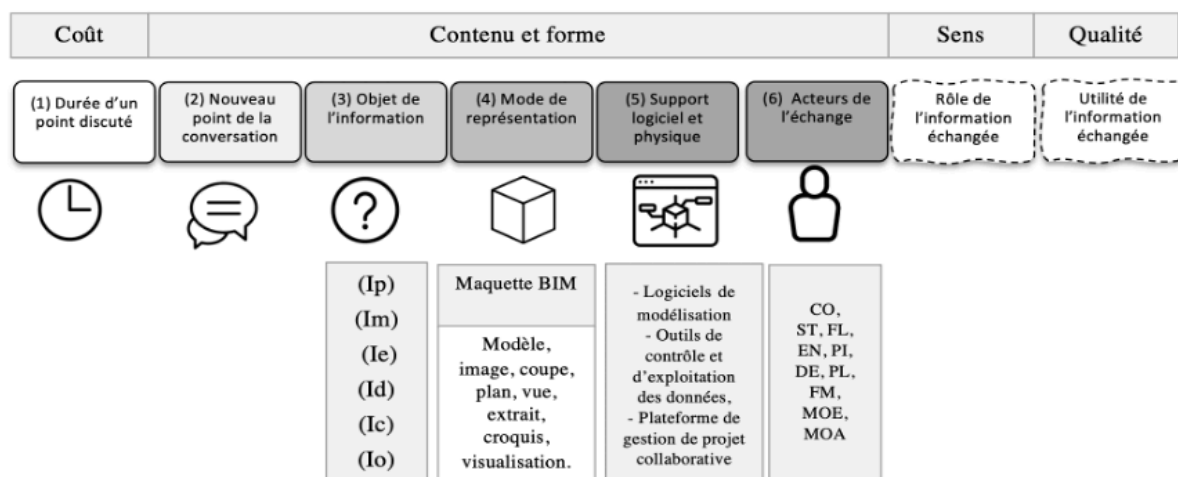 Coût
Contenu et forme
Sens
Qualité
(1) Durée d’un
point discuté
(2) Nouveau
point de la
conversation
(3) Objet de
l’information
(4) Mode de
représentation
(5) Support
logiciel et
physique
(6) Acteurs de
l’échange
Rôle de
l’information
échangée
Utilité de
l’information
échangée
?
(Ip)
(Im)
(Ie)
(Id)
(Ic)
(Io)
Maquette BIM
Modèle,
image, coupe,
plan, vue,
extrait,
croquis,
visualisation.
- Logiciels de
modélisation
- Outils de
contrôle et
d’exploitation
des données,
- Plateforme de
gestion de projet
collaborative
CO,
ST, FL,
EN, PI,
DE, PL,
FM,
MOE,
MOA